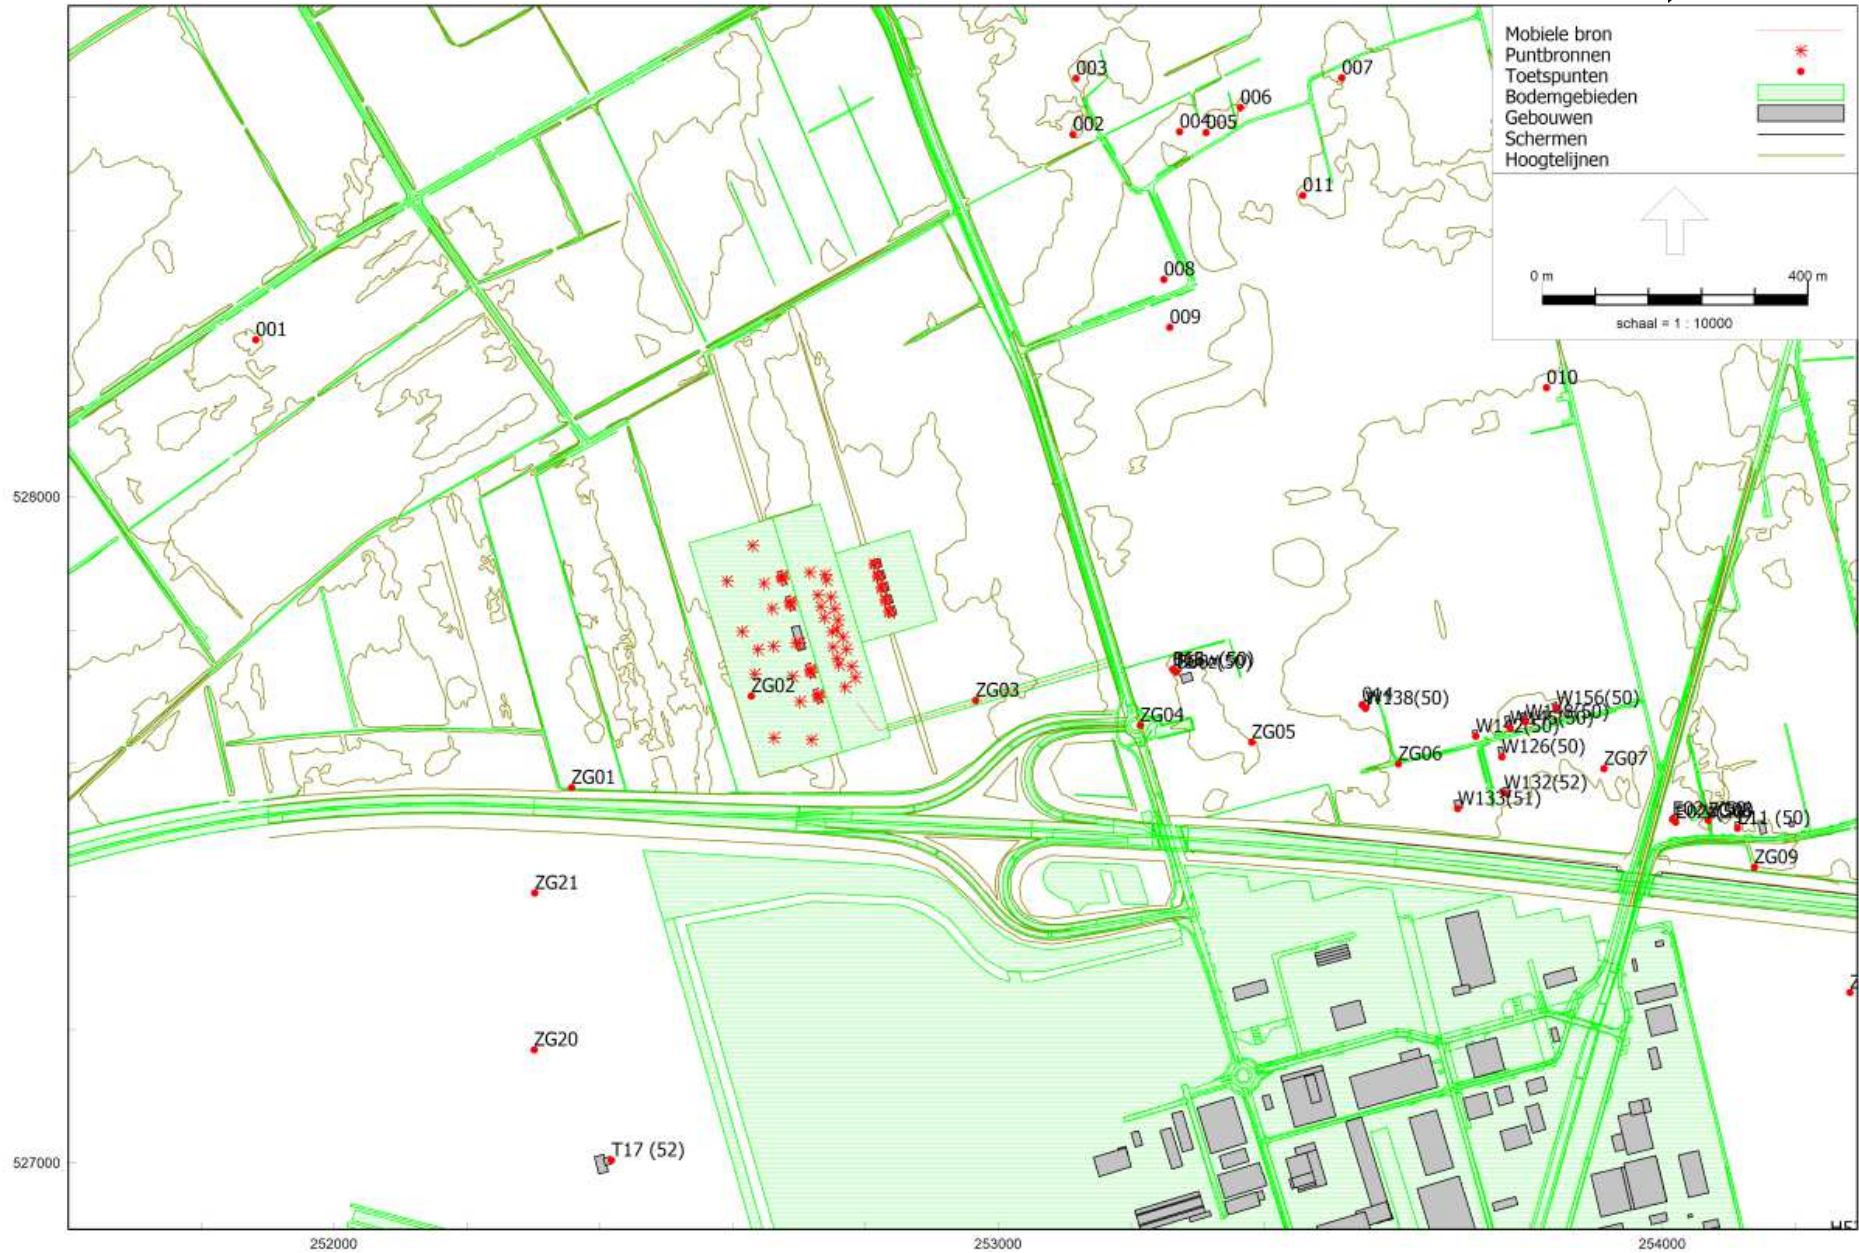 Mobiele bron
Puntbronnen
Toetspunten
Bodemgebieden
Gebouwen
Schermen
Hoogtelijnen
0 m
400 m
schaal = 1 : 10000
003
007
006
002
004
005
011
008
009
001
010
528000
ZG02
ZG03
ZG04
ZG05
W138(50)
W156(50)
W126(50)
ZG06
ZG07
W132(52)
W133(51)
ZG01
E11 (50)
ZG09
ZG21
ZG20
T17 (52)
527000
252000
253000
254000